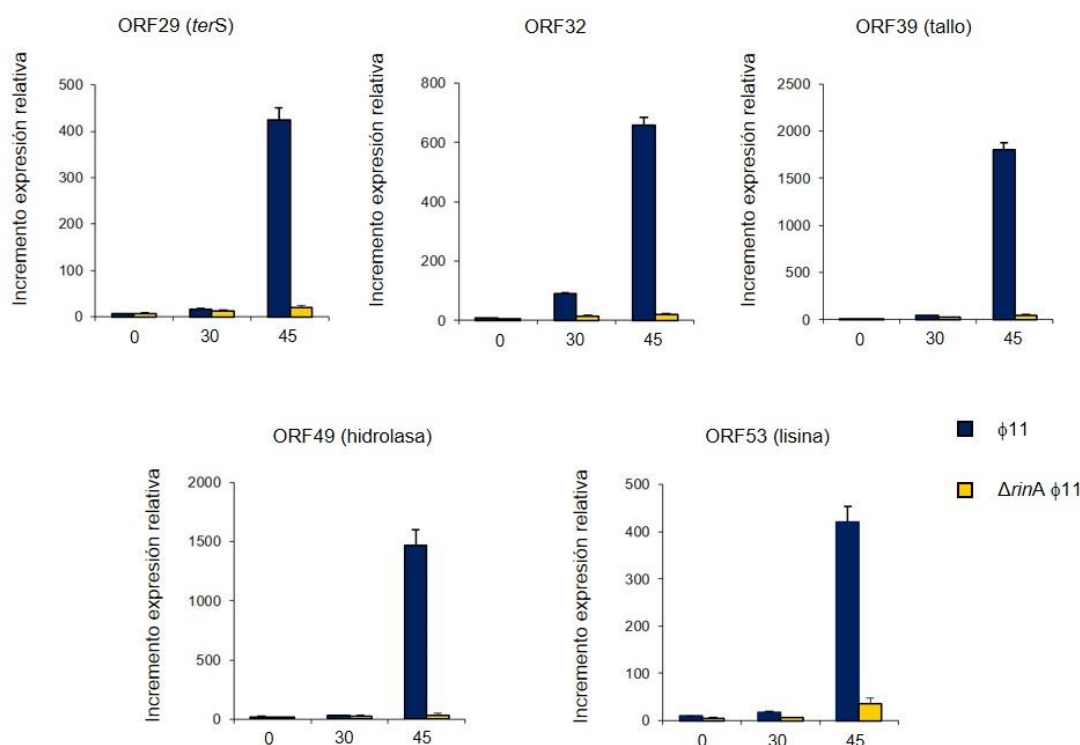 ORF29 (terS)
Incremento expresión relativa
500
400
300
200
100
0
0 30 45
ORF32
Incremento expresión relativa
800
600
400
200
0
0 30 45
ORF39 (tallo)
Incremento expresión relativa
2500
2000
1500
1000
500
0
0 30 45
ORF49 (hidrolasa)
Incremento expresión relativa
2000
1500
1000
500
0
0 30 45
ORF53 (lisina)
Incremento expresión relativa
500
400
300
200
100
0
0 30 45
ϕ11
ΔrinA ϕ11